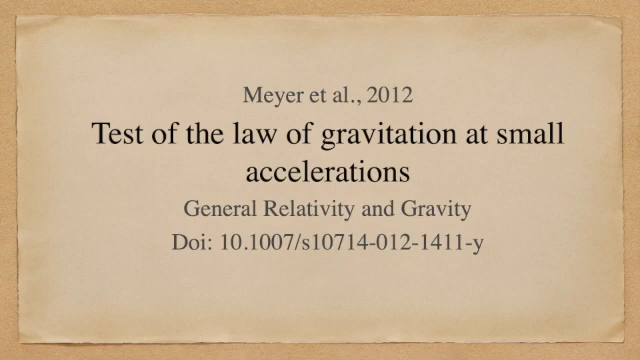 Meyer et al., 2012
Test of the law of gravitation at small
accelerations
General Relativity and Gravity
Doi: 10.1007/s10714-012-1411-y